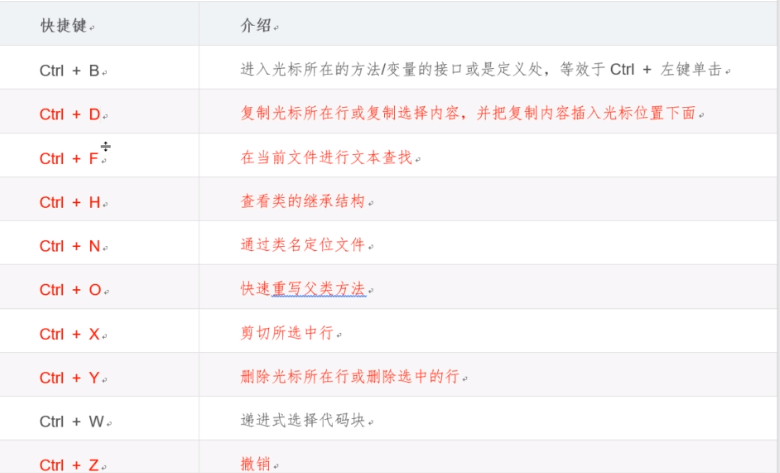 快捷键 介绍
Ctrl + B 进入光标所在的方法/变量的接口或是定义处，等效于 Ctrl + 左键单击
Ctrl + D 复制光标所在行或复制选择内容，并把复制内容插入光标位置下面
Ctrl + F 在当前文件进行文本查找
Ctrl + H 查看类的继承结构
Ctrl + N 通过类名定位文件
Ctrl + O 快速重写父类方法
Ctrl + X 剪切所选中行
Ctrl + Y 删除光标所在行或删除选中的行
Ctrl + W 递进式选择代码块
Ctrl + Z 撤销